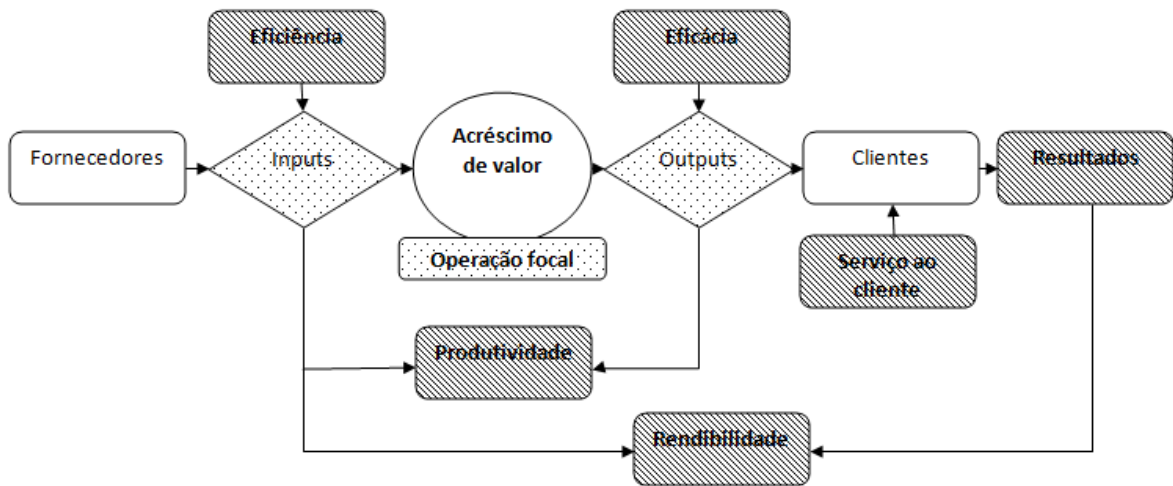 Eficiência
Eficácia
Fornecedores
Inputs
Acréscimo
de valor
Outputs
Clientes
Resultados
Operação focal
Serviço ao
cliente
Produtividade
Rendibilidade